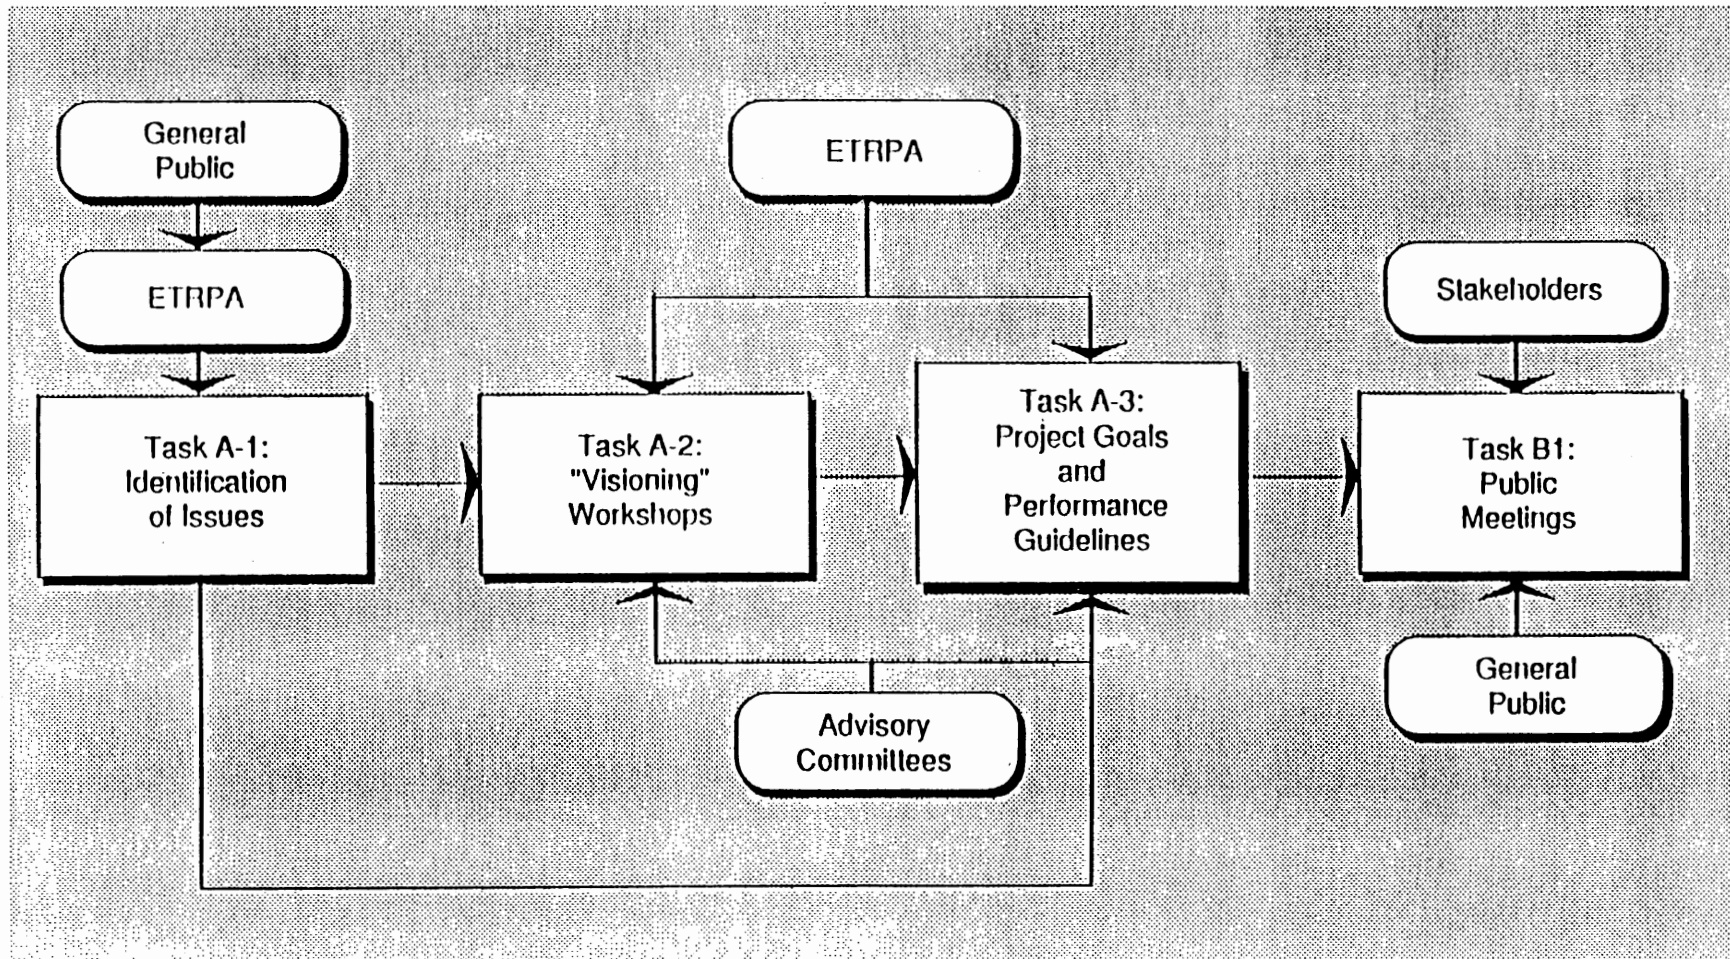 General
Public
ETRPA
ETRPA
Stakeholders
Task A-1:
Identification
of Issues
Task A-2:
"Visioning"
Workshops
Task A-3:
Project Goals
and
Performance
Guidelines
Task B1:
Public
Meetings
Advisory
Committees
General
Public